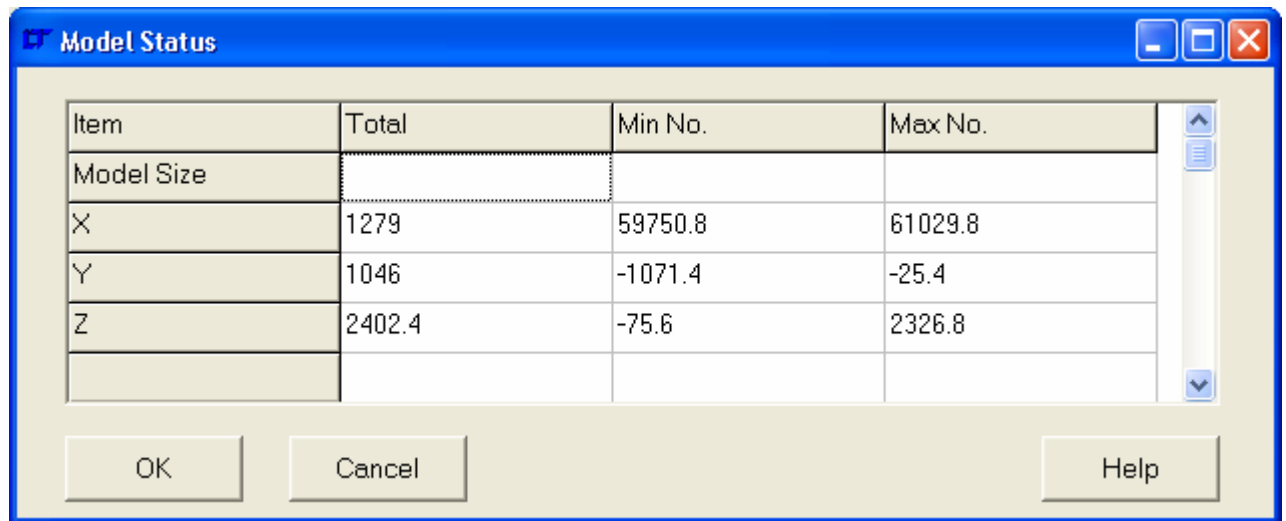 Model Status
Item Total Min No. Max No.
Model Size
X 1279 59750.8 61029.8
Y 1046 -1071.4 -25.4
Z 2402.4 -75.6 2326.8
OK Cancel Help